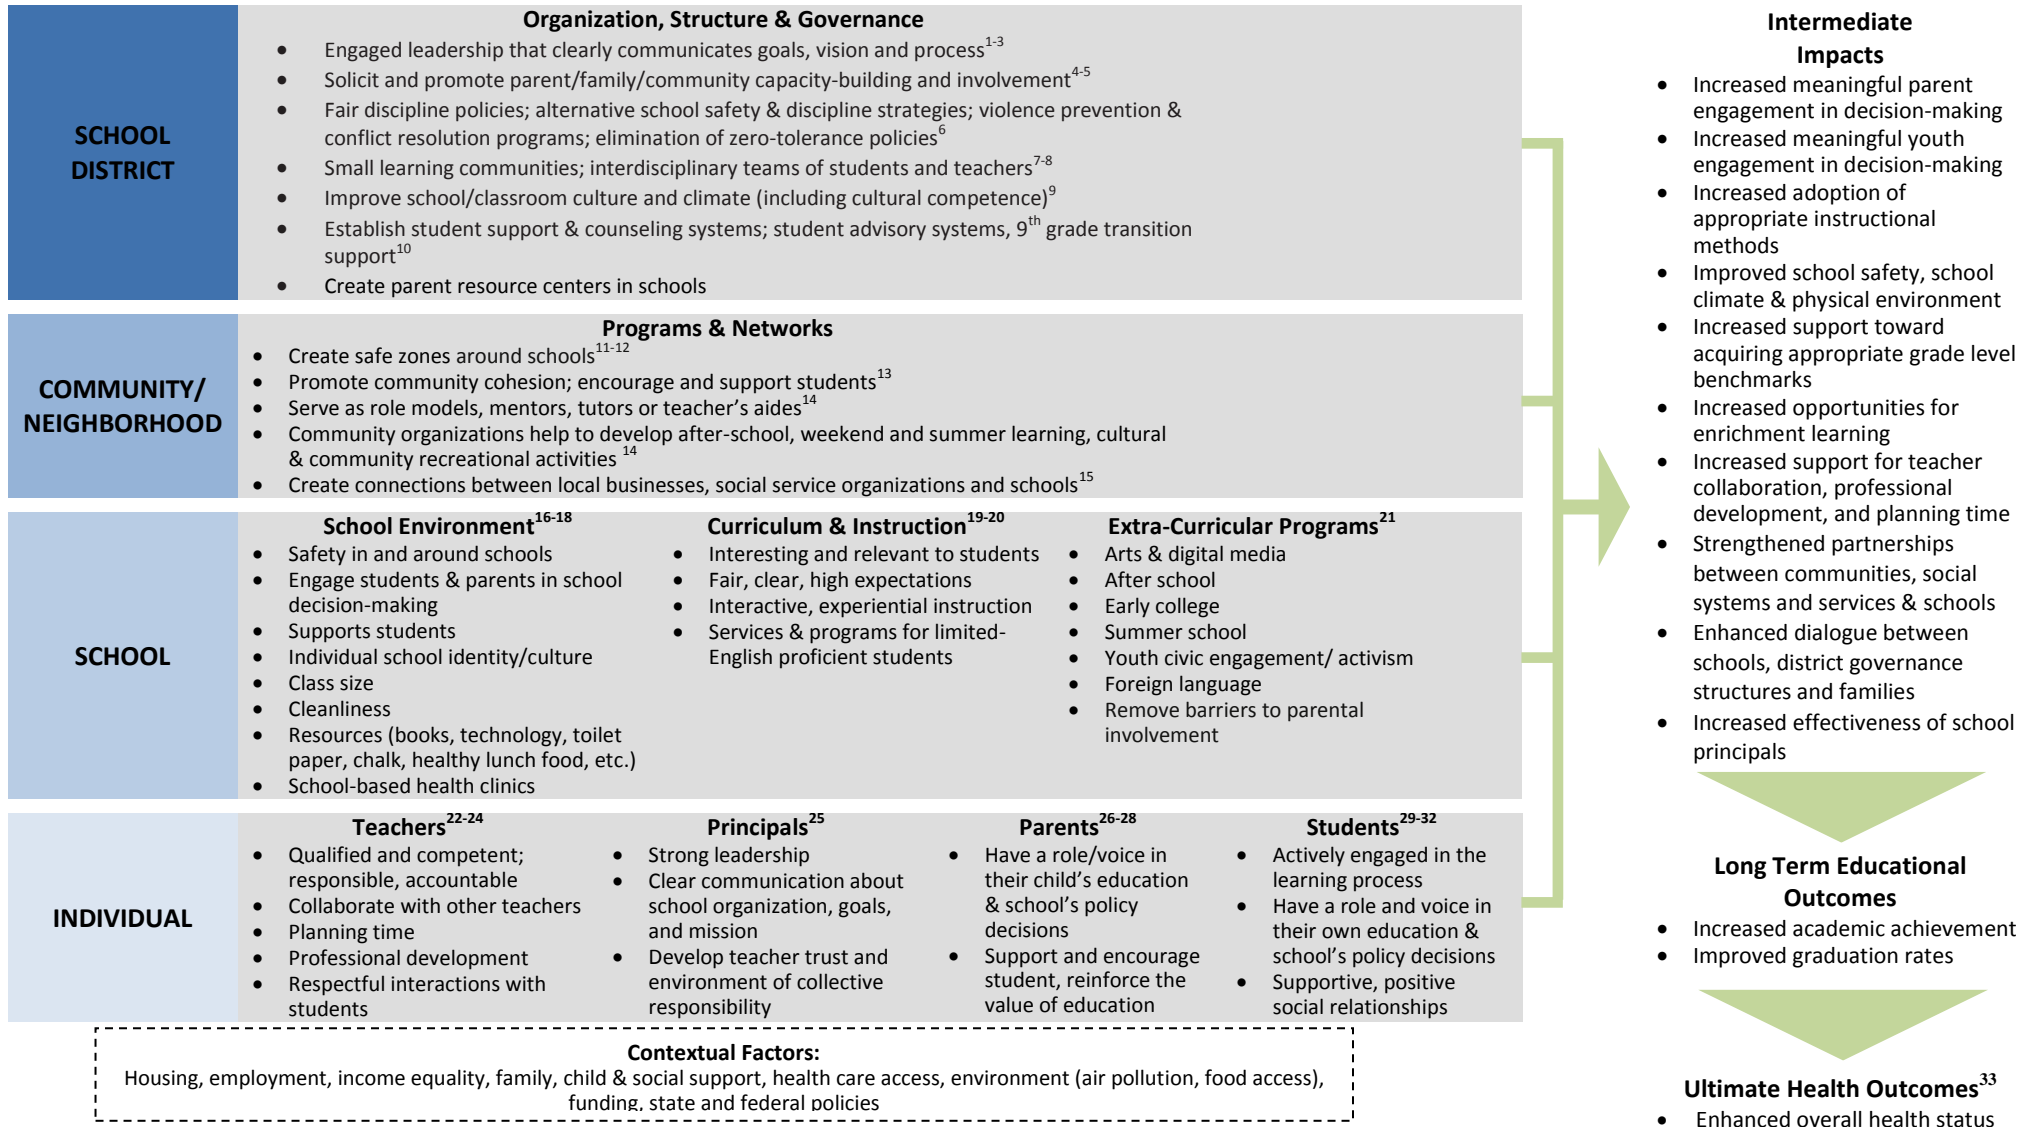 SCHOOL
DISTRICT
Organization, Structure & Governance
• Engaged leadership that clearly communicates goals, vision and process1-3
• Solicit and promote parent/family/community capacity-building and involvement4-5
• Fair discipline policies; alternative school safety & discipline strategies; violence prevention &
conflict resolution programs; elimination of zero-tolerance policies6
• Small learning communities; interdisciplinary teams of students and teachers7-8
• Improve school/classroom culture and climate (including cultural competence)9
• Establish student support & counseling systems; student advisory systems, 9th grade transition
support10
• Create parent resource centers in schools
COMMUNITY/
NEIGHBORHOOD
Programs & Networks
• Create safe zones around schools11-12
• Promote community cohesion; encourage and support students13
• Serve as role models, mentors, tutors or teacher’s aides14
• Community organizations help to develop after-school, weekend and summer learning, cultural
& community recreational activities 14
• Create connections between local businesses, social service organizations and schools15
SCHOOL
School Environment16-18
• Safety in and around schools
• Engage students & parents in school
decision-making
• Supports students
• Individual school identity/culture
• Class size
• Cleanliness
• Resources (books, technology, toilet
paper, chalk, healthy lunch food, etc.)
• School-based health clinics
Curriculum & Instruction19-20
• Interesting and relevant to students
• Fair, clear, high expectations
• Interactive, experiential instruction
• Services & programs for limited-
English proficient students
Extra-Curricular Programs21
• Arts & digital media
• After school
• Early college
• Summer school
• Youth civic engagement/ activism
• Foreign language
• Remove barriers to parental
involvement
INDIVIDUAL
Teachers22-24
• Qualified and competent;
responsible, accountable
• Collaborate with other teachers
• Planning time
• Professional development
• Respectful interactions with
students
Principals25
• Strong leadership
• Clear communication about
school organization, goals,
and mission
• Develop teacher trust and
environment of collective
responsibility
Parents26-28
• Have a role/voice in
their child’s education
& school’s policy
decisions
• Support and encourage
student, reinforce the
value of education
Students29-32
• Actively engaged in the
learning process
• Have a role and voice in
their own education &
school’s policy decisions
• Supportive, positive
social relationships
Contextual Factors:
Housing, employment, income equality, family, child & social support, health care access, environment (air pollution, food access),
funding, state and federal policies
Intermediate
Impacts
• Increased meaningful parent
engagement in decision-making
• Increased meaningful youth
engagement in decision-making
• Increased adoption of
appropriate instructional
methods
• Improved school safety, school
climate & physical environment
• Increased support toward
acquiring appropriate grade level
benchmarks
• Increased opportunities for
enrichment learning
• Increased support for teacher
collaboration, professional
development, and planning time
• Strengthened partnerships
between communities, social
systems and services & schools
• Enhanced dialogue between
schools, district governance
structures and families
• Increased effectiveness of school
principals
Long Term Educational
Outcomes
• Increased academic achievement
• Improved graduation rates
Ultimate Health Outcomes33
• Enhanced overall health status